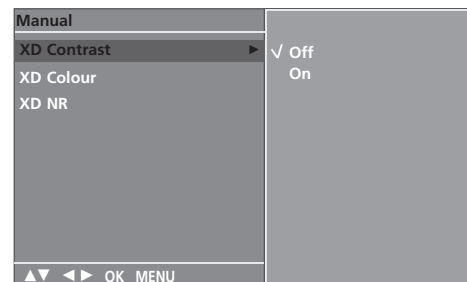 Manual
XD Contrast ►
XD Colour
XD NR
√ Off
On
▲▼ ◄► OK MENU